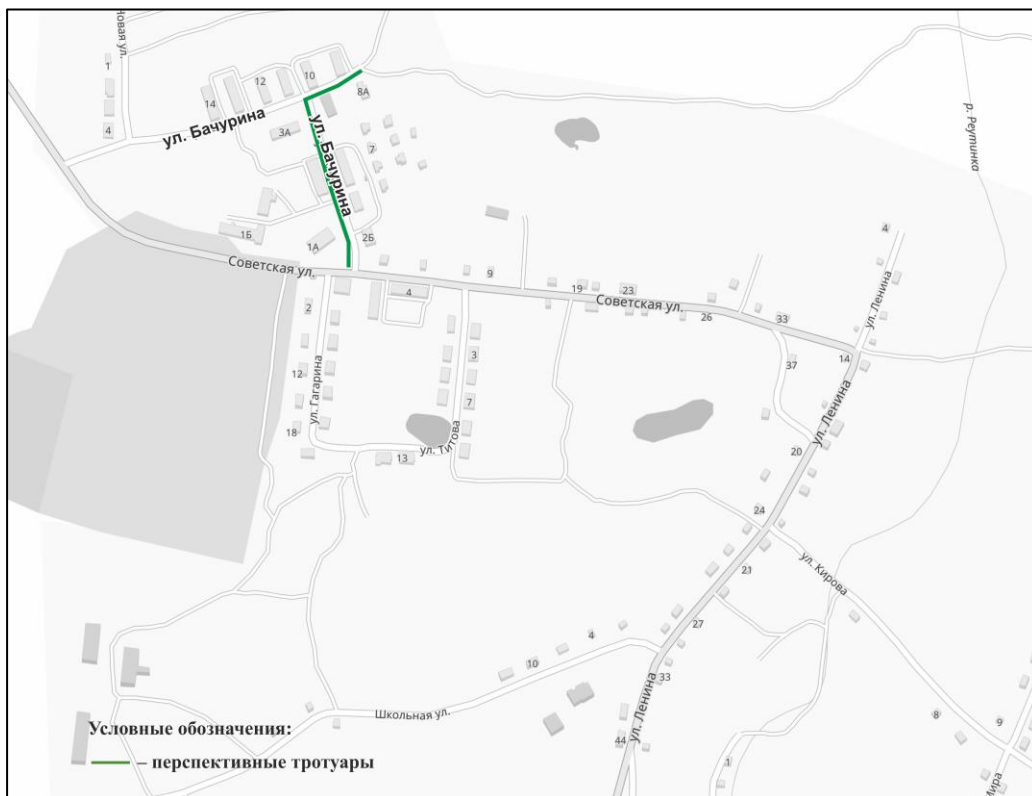 Новая ул.
1
4
14
12
10
8А
ул. Бачурина
3А
ул. Бачурина
7
р. Реутинка
1Б
1А
2Б
4
Советская ул.
9
4
19
23
Советская ул.
26
33
ул. Ленина
14
2
12
18
ул. Гагарина
3
7
ул. Титова
13
37
ул. Ленина
20
24
21
ул. Кирова
27
4
10
33
Школьная ул.
ул. Ленина
44
1
8
9
Мира
Условные обозначения:
– перспективные тротуары